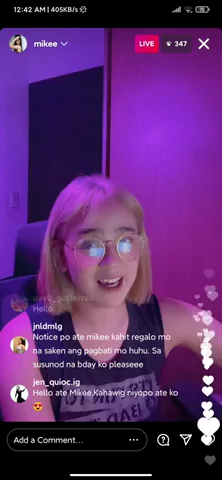 12:42 AM | 405KB/s
70
mikee
LIVE
347
davo_gutierrez
Hello
jnldmlg
Notice po ate mikee kahit regalo mo
na saken ang pagbati mo huhu. Sa
susunod na bday ko pleaseee
jen_quioc.ig
Hello ate Mikee,Kahawig niyopo ate ko
😍
Add a Comment...